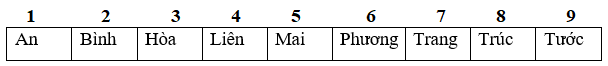 1 2 3 4 5 6 7 8 9
An Bình Hòa Liên Mai Phương Trang Trúc Tước